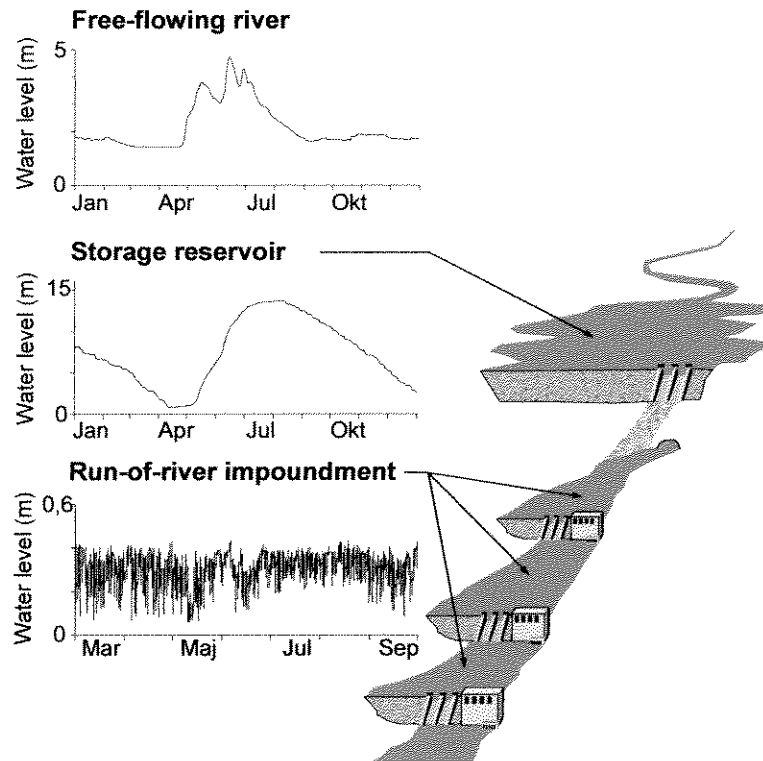 Free-flowing river
5
Water level (m)
0
Jan Apr Jul Okt
Storage reservoir
15
Water level (m)
0
Jan Apr Jul Okt
Run-of-river impoundment
0,6
Water level (m)
0
Mar Maj Jul Sep